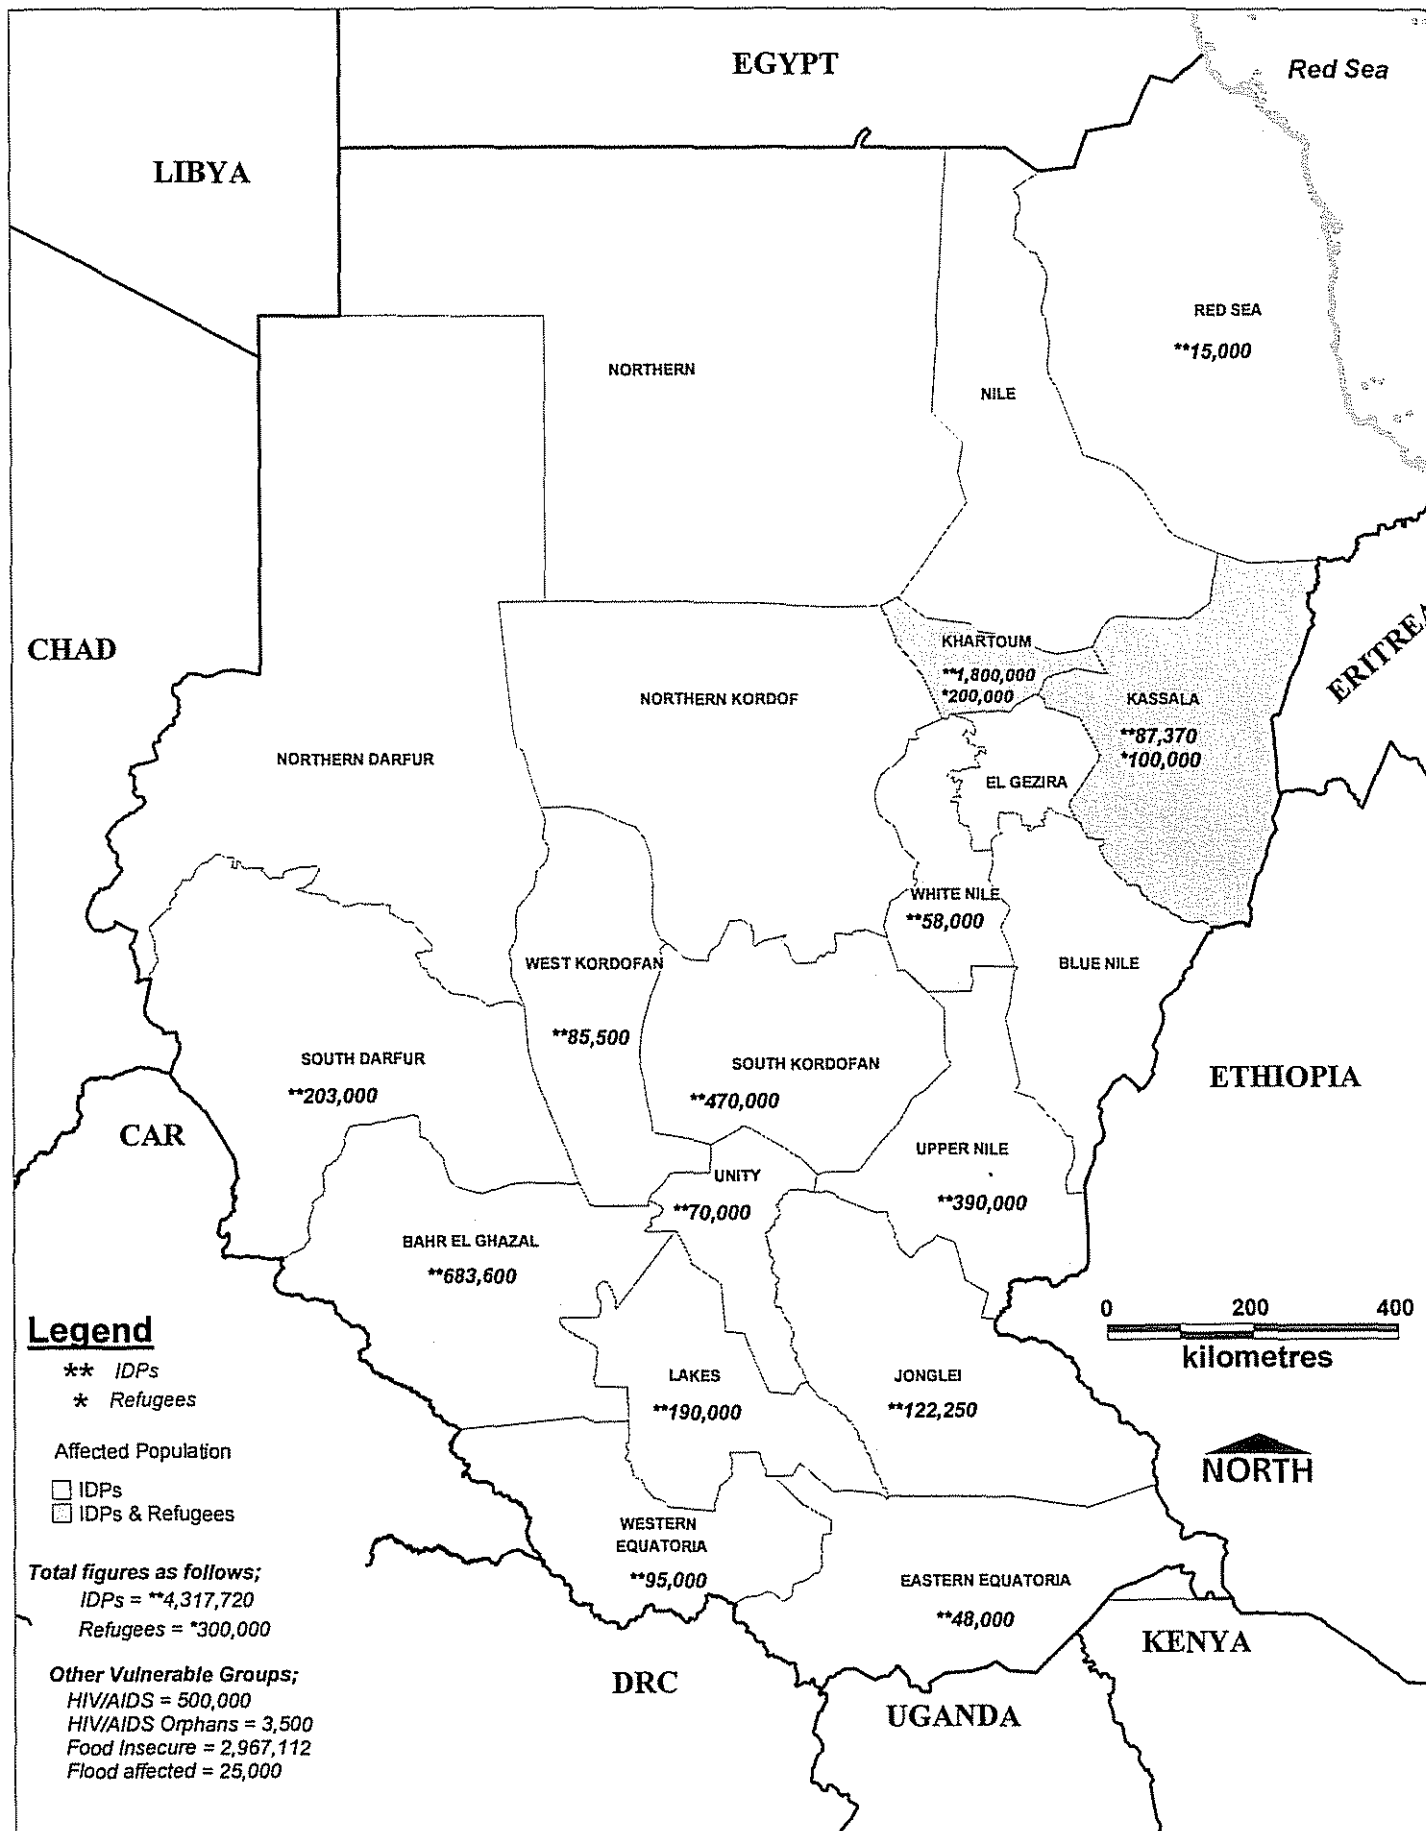 EGYPT
Red Sea
LIBYA
RED SEA
**15,000
NORTHERN
NILE
CHAD
ERITREA
KHARTOUM
**1,800,000
*200,000
NORTHERN KORDOF
KASSALA
**87,370
*100,000
NORTHERN DARFUR
EL GEZIRA
WHITE NILE
**58,000
WEST KORDOFAN
**85,500
BLUE NILE
SOUTH DARFUR
**203,000
SOUTH KORDOFAN
**470,000
ETHIOPIA
CAR
UPPER NILE
**390,000
UNITY
**70,000
BAHR EL GHAZAL
**683,600
0 200 400
kilometres
LAKES
**190,000
JONGLEI
**122,250
NORTH
WESTERN
EQUATORIA
**95,000
EASTERN EQUATORIA
**48,000
KENYA
DRC
UGANDA
Legend
** IDPs
* Refugees
Affected Population
IDPs
IDPs & Refugees
Total figures as follows;
IDPs = **4,317,720
Refugees = *300,000
Other Vulnerable Groups;
HIV/AIDS = 500,000
HIV/AIDS Orphans = 3,500
Food Insecure = 2,967,112
Flood affected = 25,000